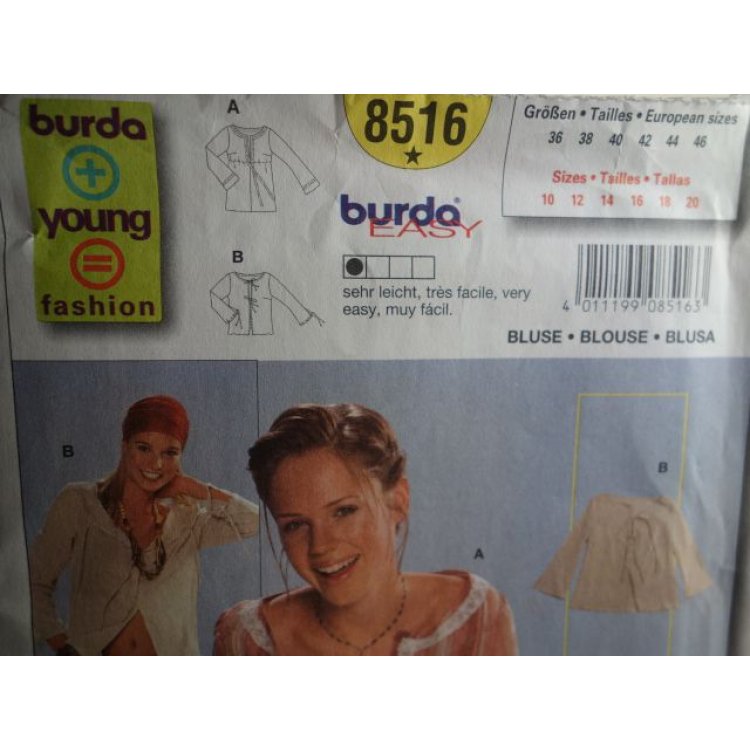 burda
young
fashion
A
B
8516
burda®
EASY
sehr leicht, très facile, very
easy, muy fácil.
Größen • Tailles • European sizes
36 38 40 42 44 46
Sizes • Tailles • Tallas
10 12 14 16 18 20
4 011199 085163
BLUSE • BLOUSE • BLUSA
B
A
B